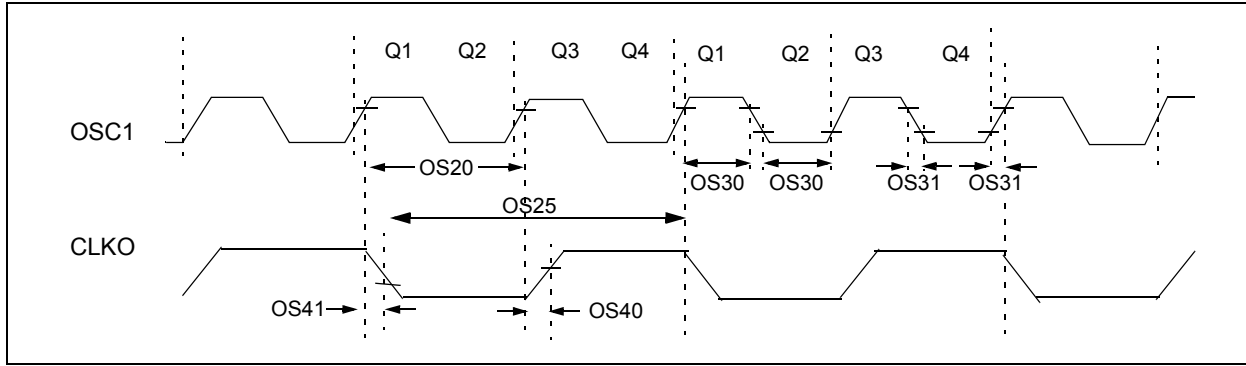 Q1 Q2 Q3 Q4 Q1 Q2 Q3 Q4
OSC1
OS20 OS30 OS30 OS31 OS31
OS25
CLKO
OS41 OS40